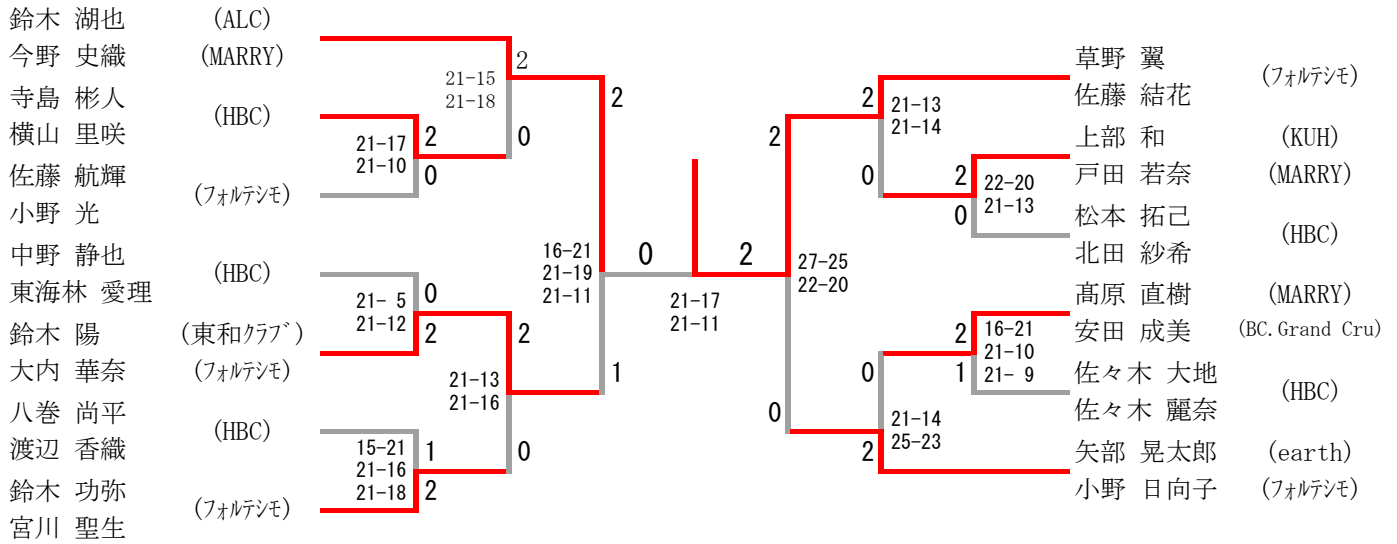 鈴木 湖也 (ALC)
今野 史織 (MARRY)
寺島 彬人
(HBC)
横山 里咲
佐藤 航輝
(フォルテシモ)
小野 光
中野 静也
(HBC)
東海林 愛理
鈴木 陽 (東和クラブ)
大内 華奈 (フォルテシモ)
八巻 尚平
(HBC)
渡辺 香織
鈴木 功弥
(フォルテシモ)
宮川 聖生
2
21-15
21-18
0
21-17
21-10
2
0
2
21- 5
21-12
0
2
2
21-13
21-16
0
15-21
21-16
21-18
1
2
16-21
21-19
21-11
1
0
2
21-17
21-11
2
27-25
22-20
0
2
21-13
21-14
0
2
22-20
21-13
0
2
16-21
21-10
21- 9
1
0
21-14
25-23
2
草野 翼
(フォルテシモ)
佐藤 結花
上部 和 (KUH)
戸田 若奈 (MARRY)
松本 拓己
(HBC)
北田 紗希
髙原 直樹 (MARRY)
安田 成美 (BC.Grand Cru)
佐々木 大地
(HBC)
佐々木 麗奈
矢部 晃太郎 (earth)
小野 日向子 (フォルテシモ)